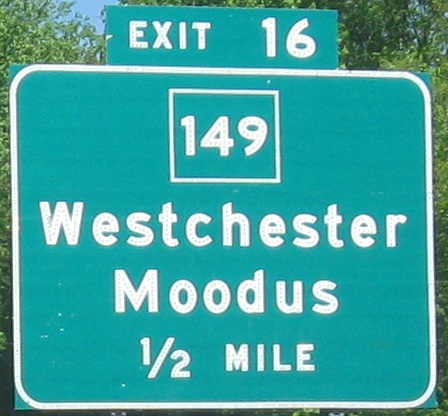 EXIT 16
149
Westchester
Moodus
1/2 MILE